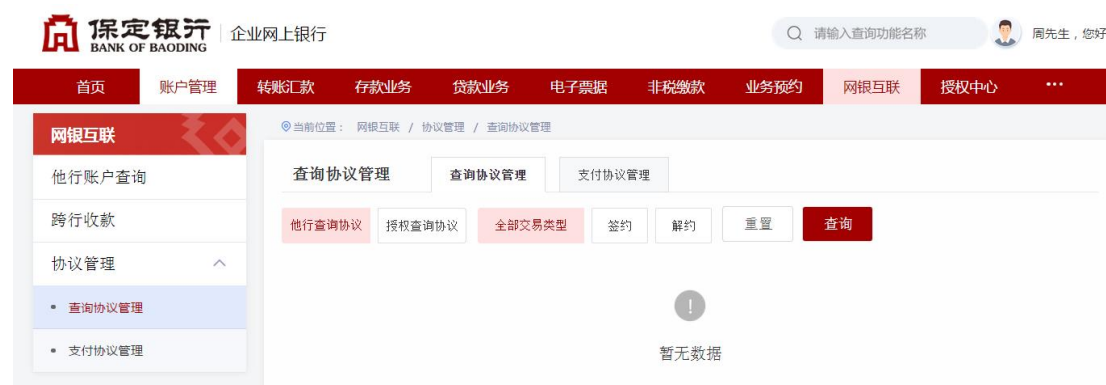 保定银行 企业网上银行
BANK OF BAODING
请输入查询功能名称
周先生，您好
首页 账户管理 转账汇款 存款业务 贷款业务 电子票据 非税缴款 业务预约 网银互联 授权中心 •••
网银互联
当前位置： 网银互联 / 协议管理 / 查询协议管理
他行账户查询
跨行收款
协议管理
• 查询协议管理
• 支付协议管理
查询协议管理 查询协议管理 支付协议管理
他行查询协议 授权查询协议 全部交易类型 签约 解约 重置 查询
!
暂无数据